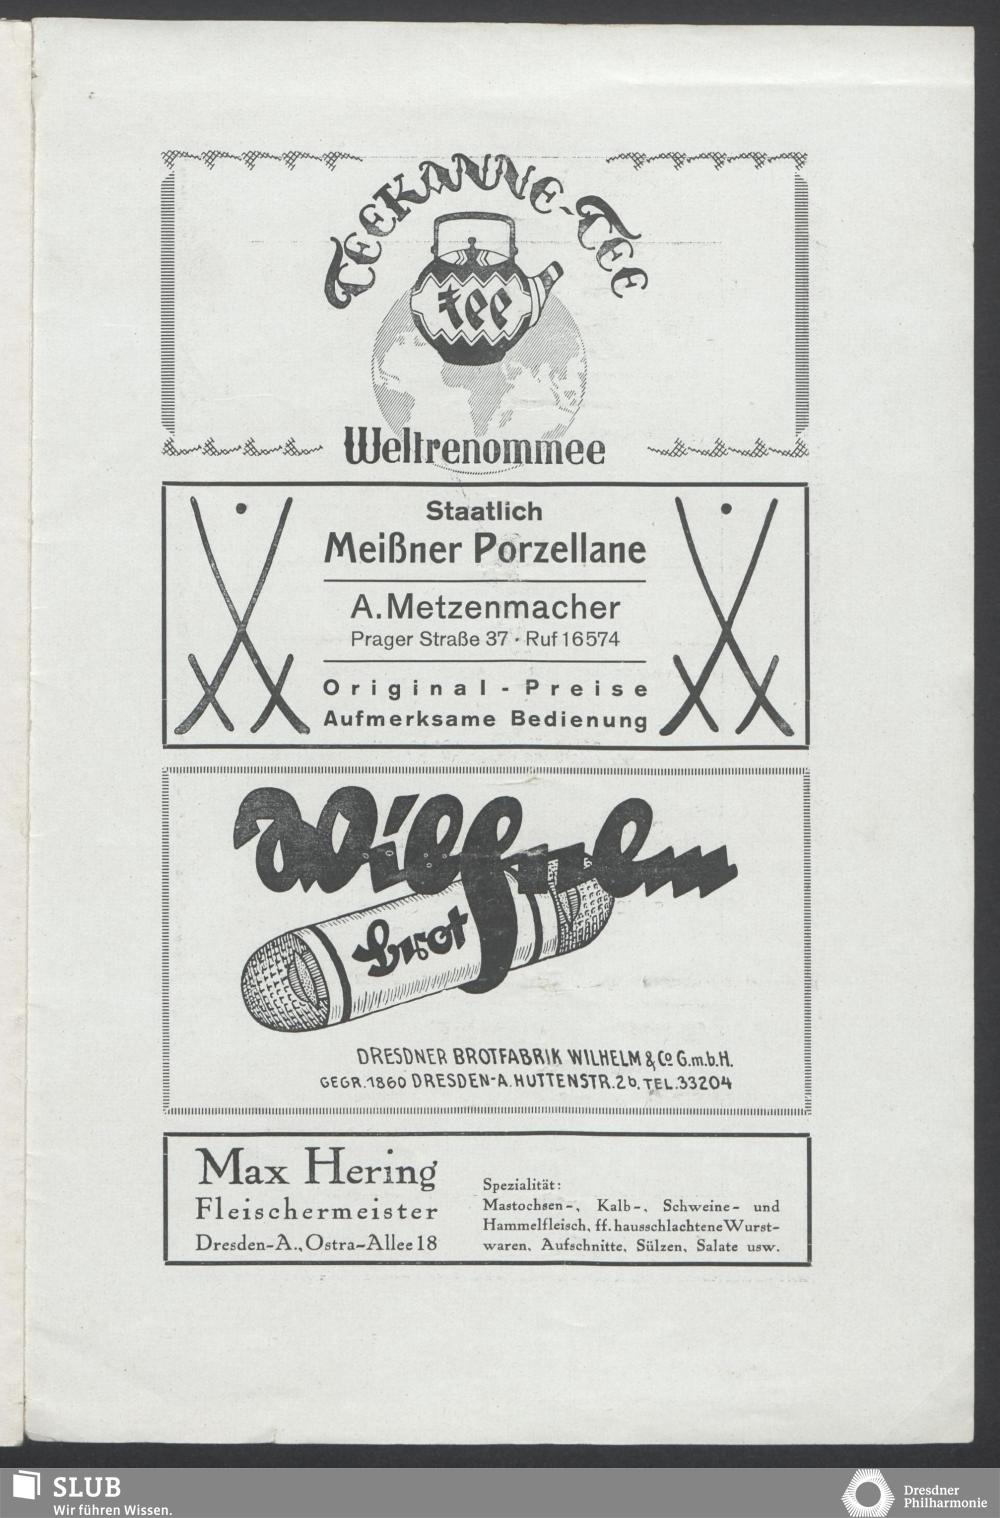 TEEKANNE-TEE
tee
Weltrenommee
Staatlich
Meißner Porzellane
A. Metzenmacher
Prager Straße 37 · Ruf 16574
Original-Preise
Aufmerksame Bedienung
Wilhelm
Brot
DRESDNER BROTFABRIK WILHELM & Co G.m.b.H.
GEGR. 1860 DRESDEN-A. HUTTENSTR. 2b. TEL. 33204
Max Hering
Fleischermeister
Dresden-A., Ostra-Allee 18
Spezialität:
Mastochsen-, Kalb-, Schweine- und
Hammelfleisch, ff. hausschlachtene Wurst-
waren, Aufschnitte, Sülzen, Salate usw.
SLUB
Wir führen Wissen.
Dresdner
Philharmonie